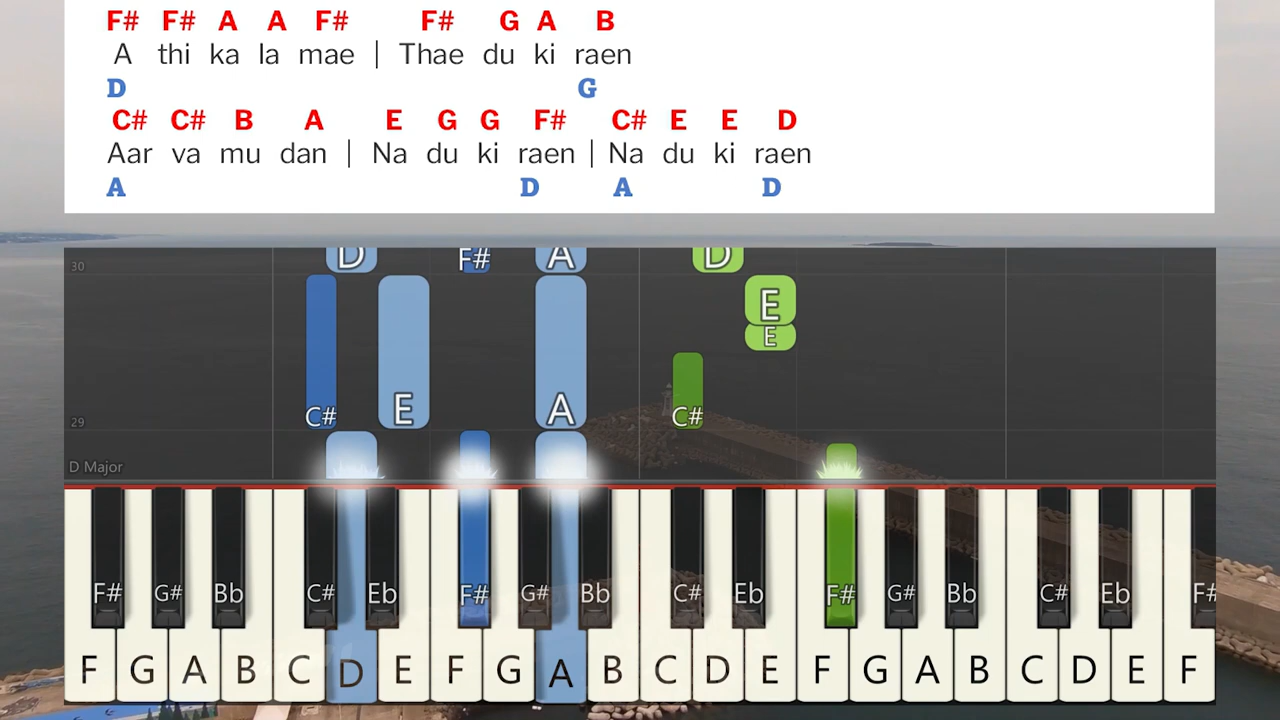 F# F# A A F# F# G A B
A thi ka la mae | Thae du ki raen
D G
C# C# B A E G G F# C# E E D
Aar va mu dan | Na du ki raen | Na du ki raen
A D A D
30 D F# A D
E
E
C# E A C#
29
D Major
F# G# Bb C# Eb F# G# Bb C# Eb F# G# Bb C# Eb F#
F G A B C D E F G A B C D E F G A B C D E F